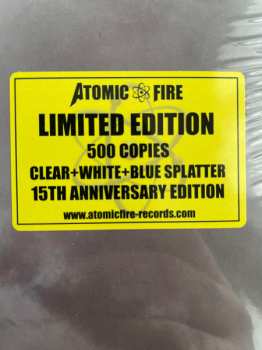 ATOMIC FIRE
LIMITED EDITION
500 COPIES
CLEAR+WHITE+BLUE SPLATTER
15TH ANNIVERSARY EDITION
www.atomicfire-records.com